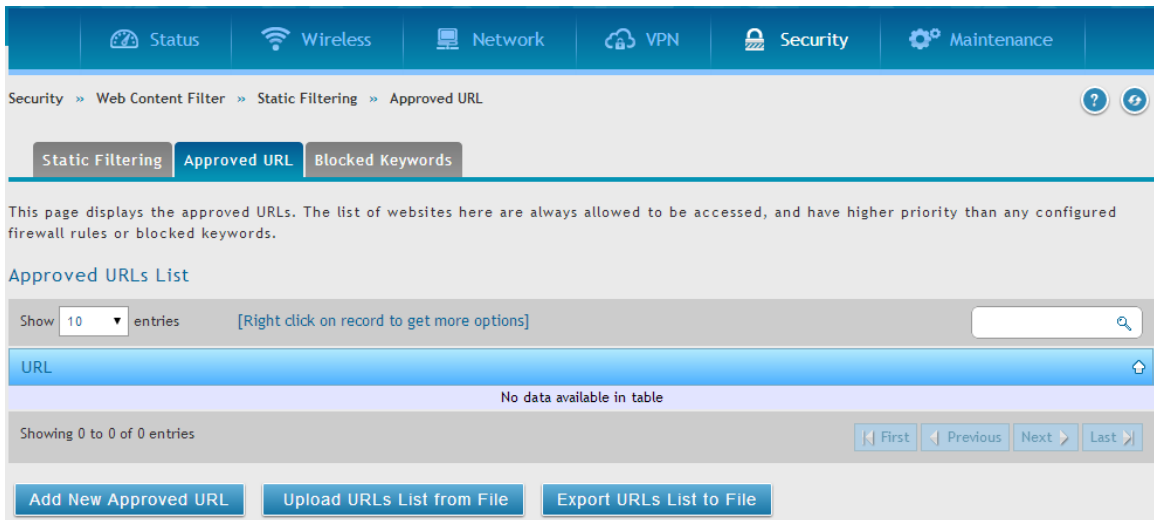 Status Wireless Network VPN Security Maintenance
Security » Web Content Filter » Static Filtering » Approved URL
Static Filtering Approved URL Blocked Keywords
This page displays the approved URLs. The list of websites here are always allowed to be accessed, and have higher priority than any configured
firewall rules or blocked keywords.
Approved URLs List
Show 10 entries [Right click on record to get more options]
URL
No data available in table
Showing 0 to 0 of 0 entries First Previous Next Last
Add New Approved URL Upload URLs List from File Export URLs List to File